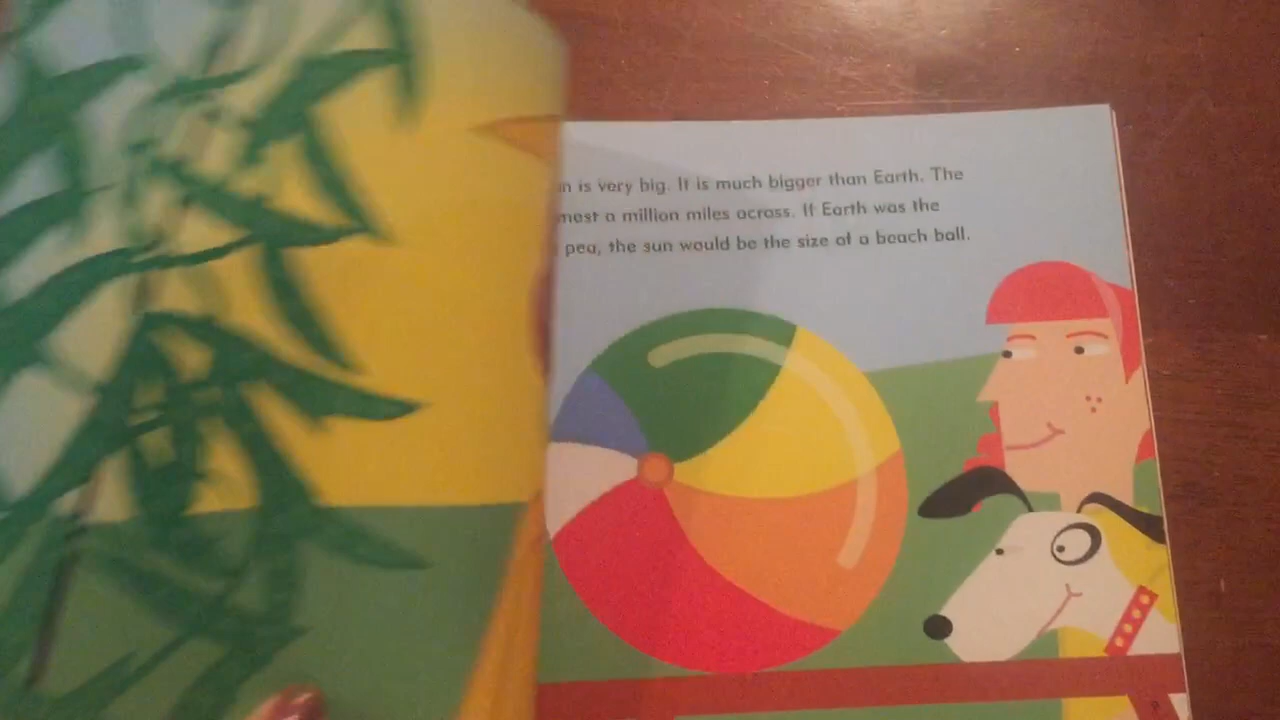 is very big. It is much bigger than Earth. The
a million miles across. If Earth was the
pea, the sun would be the size of a beach ball.